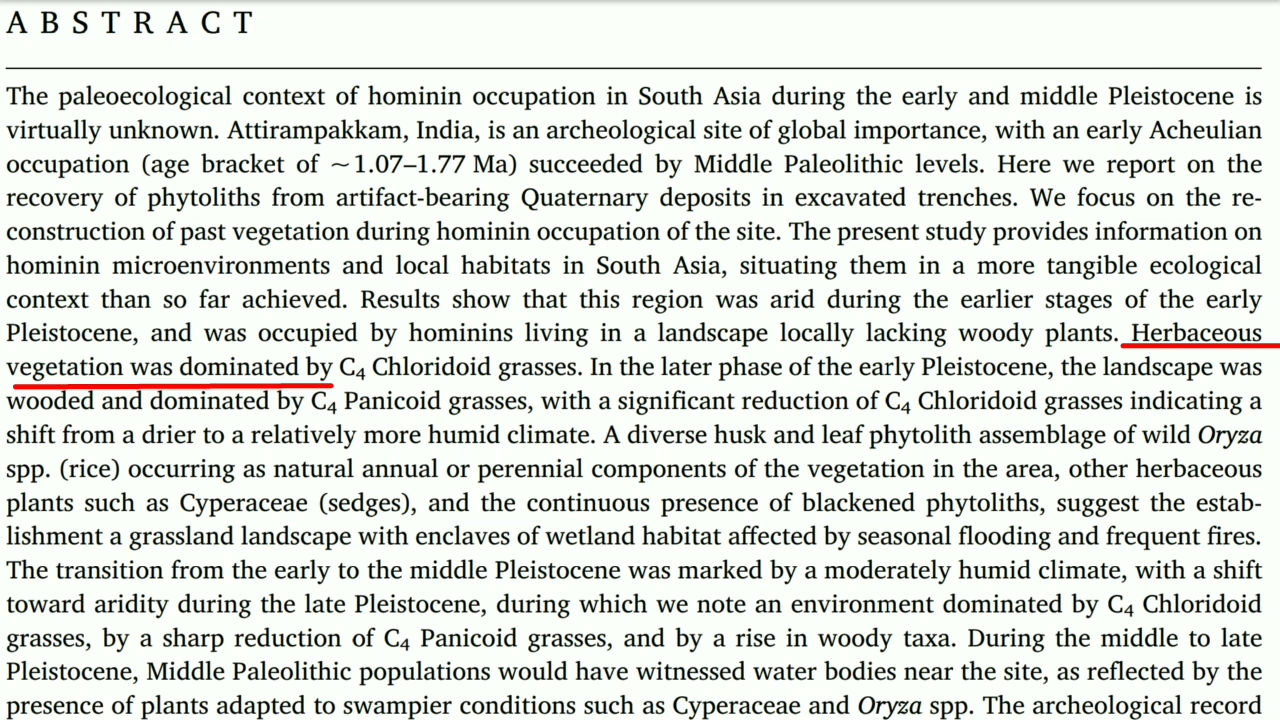 A B S T R A C T
The paleoecological context of hominin occupation in South Asia during the early and middle Pleistocene is
virtually unknown. Attirampakkam, India, is an archeological site of global importance, with an early Acheulian
occupation (age bracket of ~1.07–1.77 Ma) succeeded by Middle Paleolithic levels. Here we report on the
recovery of phytoliths from artifact-bearing Quaternary deposits in excavated trenches. We focus on the re-
construction of past vegetation during hominin occupation of the site. The present study provides information on
hominin microenvironments and local habitats in South Asia, situating them in a more tangible ecological
context than so far achieved. Results show that this region was arid during the earlier stages of the early
Pleistocene, and was occupied by hominins living in a landscape locally lacking woody plants. Herbaceous
vegetation was dominated by C₄ Chloridoid grasses. In the later phase of the early Pleistocene, the landscape was
wooded and dominated by C₄ Panicoid grasses, with a significant reduction of C₄ Chloridoid grasses indicating a
shift from a drier to a relatively more humid climate. A diverse husk and leaf phytolith assemblage of wild Oryza
spp. (rice) occurring as natural annual or perennial components of the vegetation in the area, other herbaceous
plants such as Cyperaceae (sedges), and the continuous presence of blackened phytoliths, suggest the estab-
lishment a grassland landscape with enclaves of wetland habitat affected by seasonal flooding and frequent fires.
The transition from the early to the middle Pleistocene was marked by a moderately humid climate, with a shift
toward aridity during the late Pleistocene, during which we note an environment dominated by C₄ Chloridoid
grasses, by a sharp reduction of C₄ Panicoid grasses, and by a rise in woody taxa. During the middle to late
Pleistocene, Middle Paleolithic populations would have witnessed water bodies near the site, as reflected by the
presence of plants adapted to swampier conditions such as Cyperaceae and Oryza spp. The archeological record